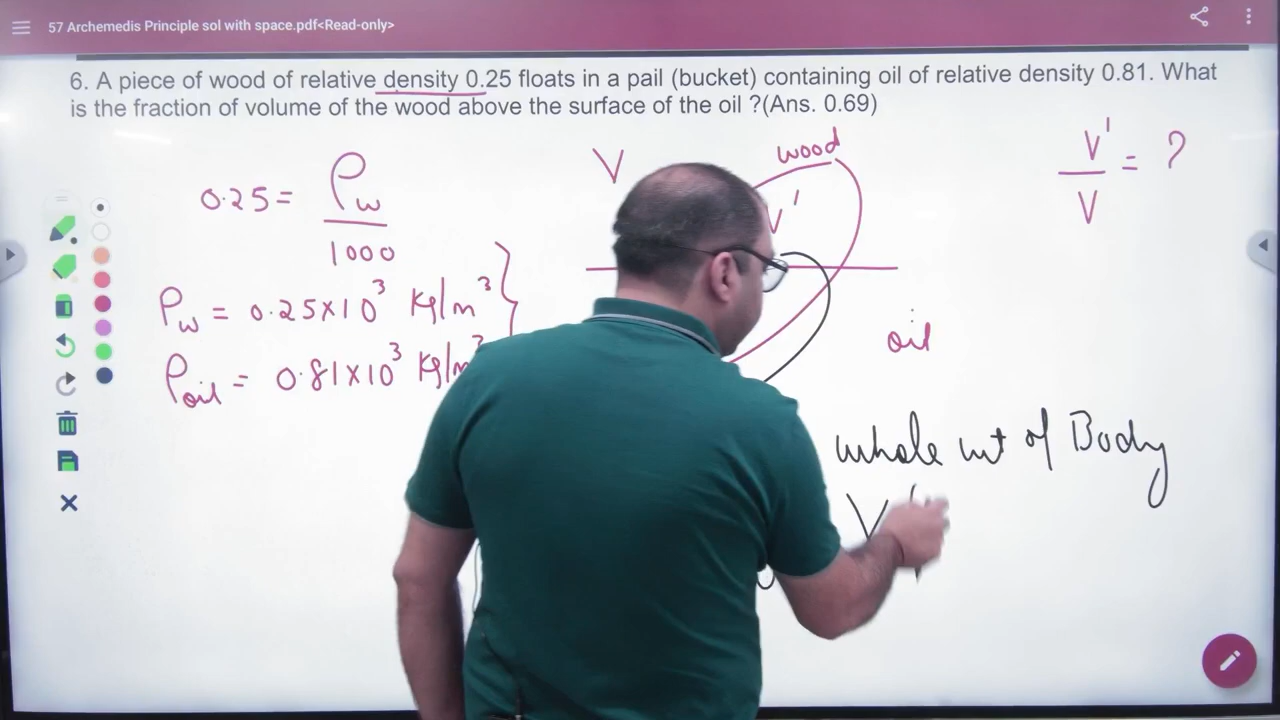 57 Archemedis Principle sol with space.pdf<Read-only>
6. A piece of wood of relative density 0.25 floats in a pail (bucket) containing oil of relative density 0.81. What
is the fraction of volume of the wood above the surface of the oil ?(Ans. 0.69)
0.25 = ρw / 1000
ρw = 0.25×10³ Kg/m³
ρoil = 0.81×10³ Kg/m³
V
wood
V'
oil
V' / V = ?
whole wt of Body
V